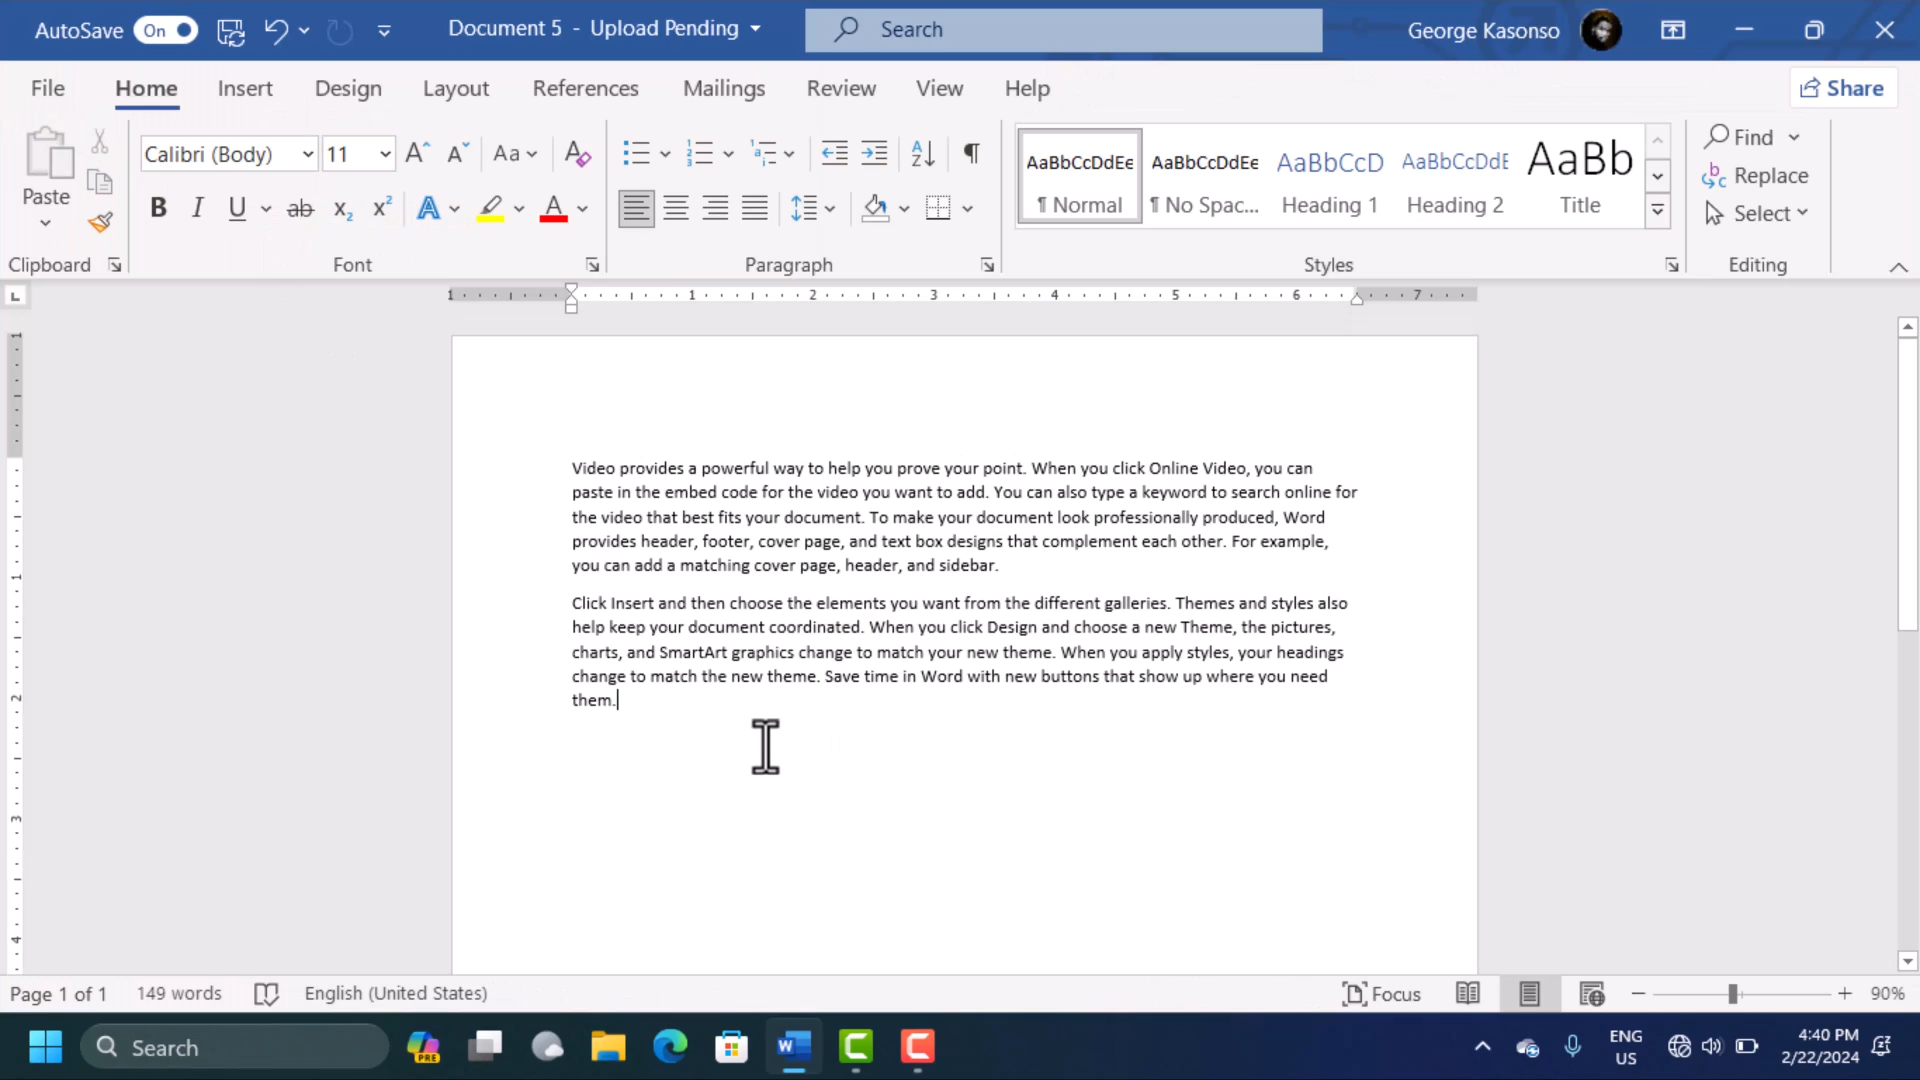 AutoSave On Document 5 - Upload Pending Search George Kasonso
File Home Insert Design Layout References Mailings Review View Help Share
Paste Calibri (Body) 11 Aa
AaBbCcDdEe AaBbCcDdEe AaBbCcD AaBbCcDdE AaBb
¶ Normal ¶ No Spac... Heading 1 Heading 2 Title
Find
Replace
Select
Clipboard Font Paragraph Styles Editing
1 1 2 3 4 5 6 7
Video provides a powerful way to help you prove your point. When you click Online Video, you can
paste in the embed code for the video you want to add. You can also type a keyword to search online for
the video that best fits your document. To make your document look professionally produced, Word
provides header, footer, cover page, and text box designs that complement each other. For example,
you can add a matching cover page, header, and sidebar.
Click Insert and then choose the elements you want from the different galleries. Themes and styles also
help keep your document coordinated. When you click Design and choose a new Theme, the pictures,
charts, and SmartArt graphics change to match your new theme. When you apply styles, your headings
change to match the new theme. Save time in Word with new buttons that show up where you need
them.
Page 1 of 1 149 words English (United States) Focus 90%
Search PRE ENG US 4:40 PM
2/22/2024